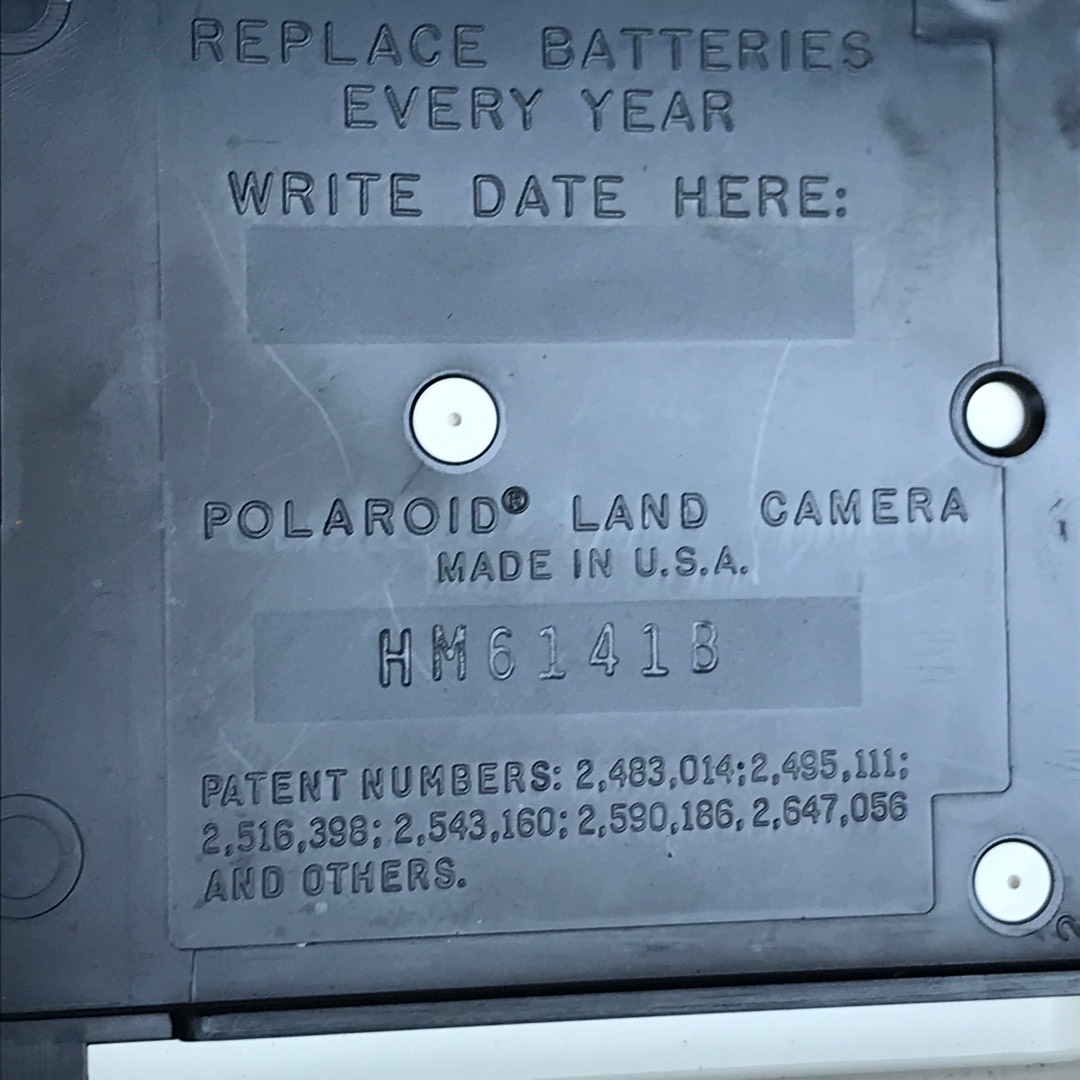 REPLACE BATTERIES
EVERY YEAR
WRITE DATE HERE:
POLAROID® LAND CAMERA
MADE IN U.S.A.
HM6141B
PATENT NUMBERS: 2,483,014; 2,495,111;
2,516,398; 2,543,160; 2,590,186, 2,647,056
AND OTHERS.
2